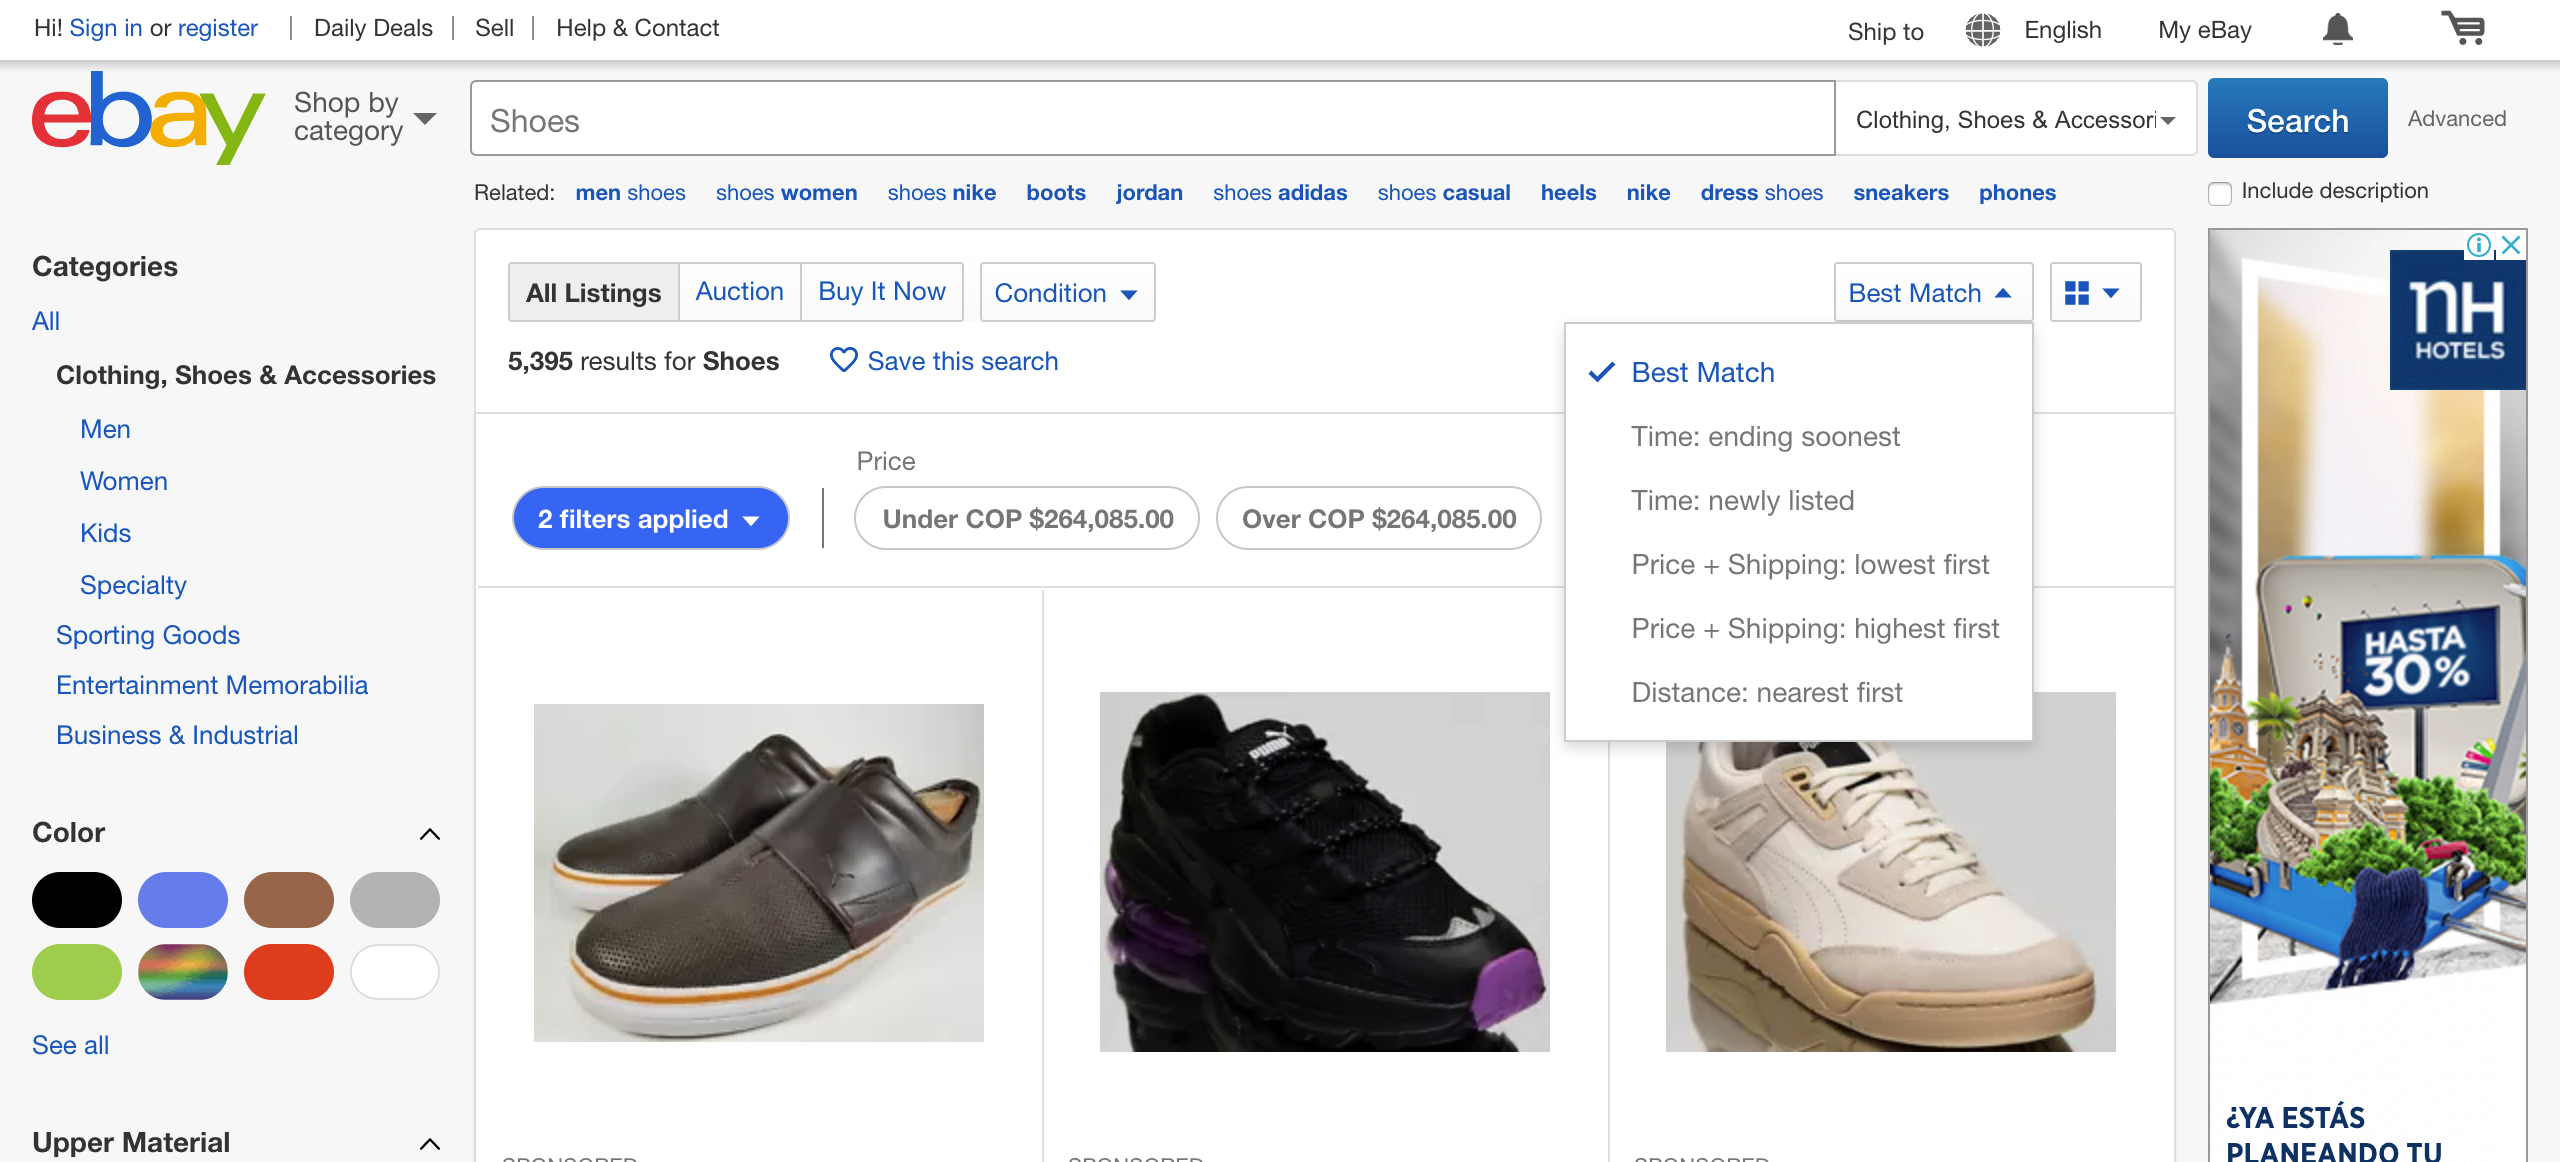 Hi! Sign in or register
Daily Deals
Sell
Help & Contact
Ship to
English
My eBay
ebay
Shop by
category
Shoes
Clothing, Shoes & Accessori
Search
Advanced
Related: men shoes shoes women shoes nike boots jordan shoes adidas shoes casual heels nike dress shoes sneakers phones
Include description
Categories
All
Clothing, Shoes & Accessories
Men
Women
Kids
Specialty
Sporting Goods
Entertainment Memorabilia
Business & Industrial
Color
See all
Upper Material
All Listings
Auction
Buy It Now
Condition
Best Match
5,395 results for Shoes
Save this search
Best Match
Time: ending soonest
Time: newly listed
Price + Shipping: lowest first
Price + Shipping: highest first
Distance: nearest first
Price
2 filters applied
Under COP $264,085.00
Over COP $264,085.00
PUMA
SPONSORED
SPONSORED
SPONSORED
nH
HOTELS
HASTA
30%
¿YA ESTÁS
PLANEANDO TU